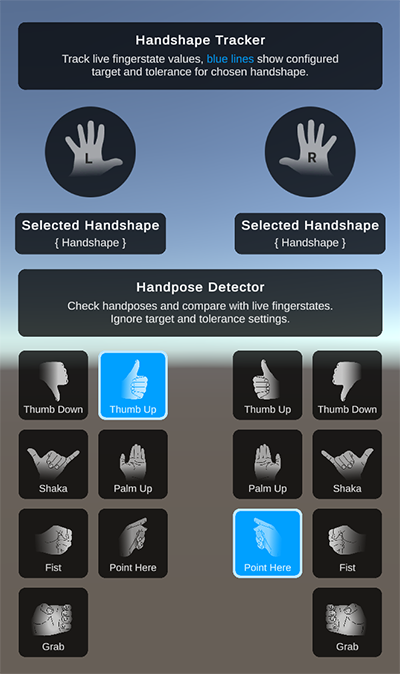 Handshape Tracker
Track live fingerstate values, blue lines show configured
target and tolerance for chosen handshape.
L
R
Selected Handshape
{ Handshape }
Selected Handshape
{ Handshape }
Handpose Detector
Check handposes and compare with live fingerstates.
Ignore target and tolerance settings.
Thumb Down
Thumb Up
Thumb Up
Thumb Down
Shaka
Palm Up
Palm Up
Shaka
Fist
Point Here
Point Here
Fist
Grab
Grab